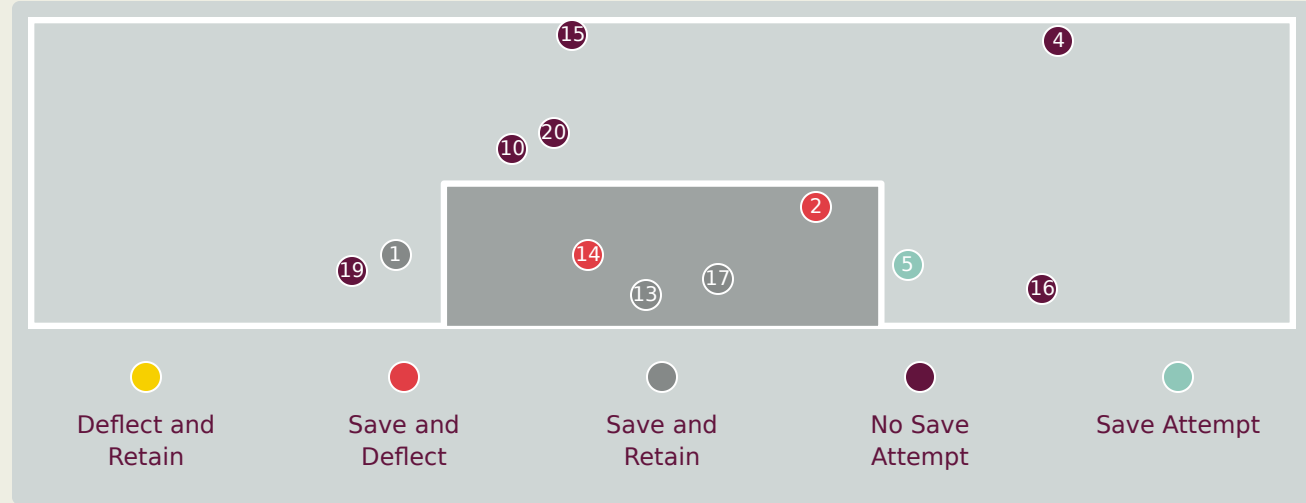 15
4
20
10
2
1
14
5
19
17
16
13
Deflect and
Retain
Save and
Deflect
Save and
Retain
No Save
Attempt
Save Attempt